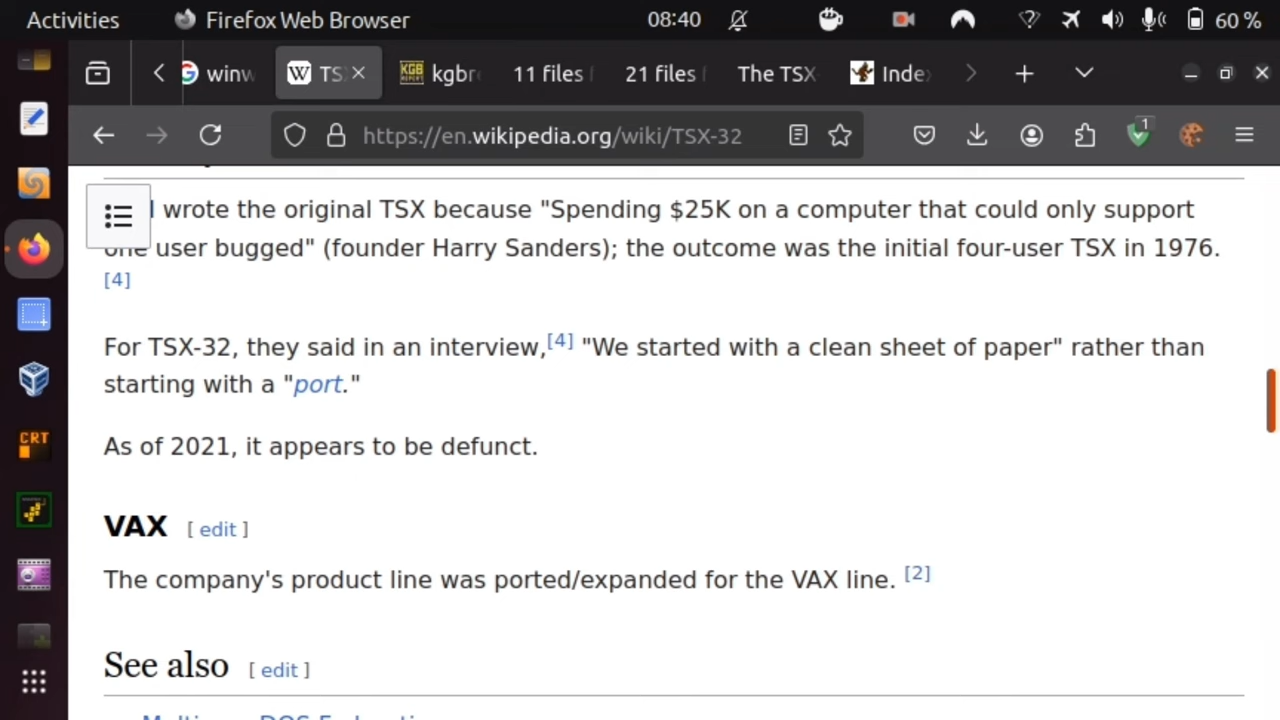 Activities Firefox Web Browser 08:40 60 %
winw TS kgbr 11 files 21 files The TSX Index
https://en.wikipedia.org/wiki/TSX-32 1
wrote the original TSX because "Spending $25K on a computer that could only support
one user bugged" (founder Harry Sanders); the outcome was the initial four-user TSX in 1976.
[4]
For TSX-32, they said in an interview,[4] "We started with a clean sheet of paper" rather than
starting with a "port."
As of 2021, it appears to be defunct.
CRT
VAX [ edit ]
The company's product line was ported/expanded for the VAX line. [2]
See also [ edit ]